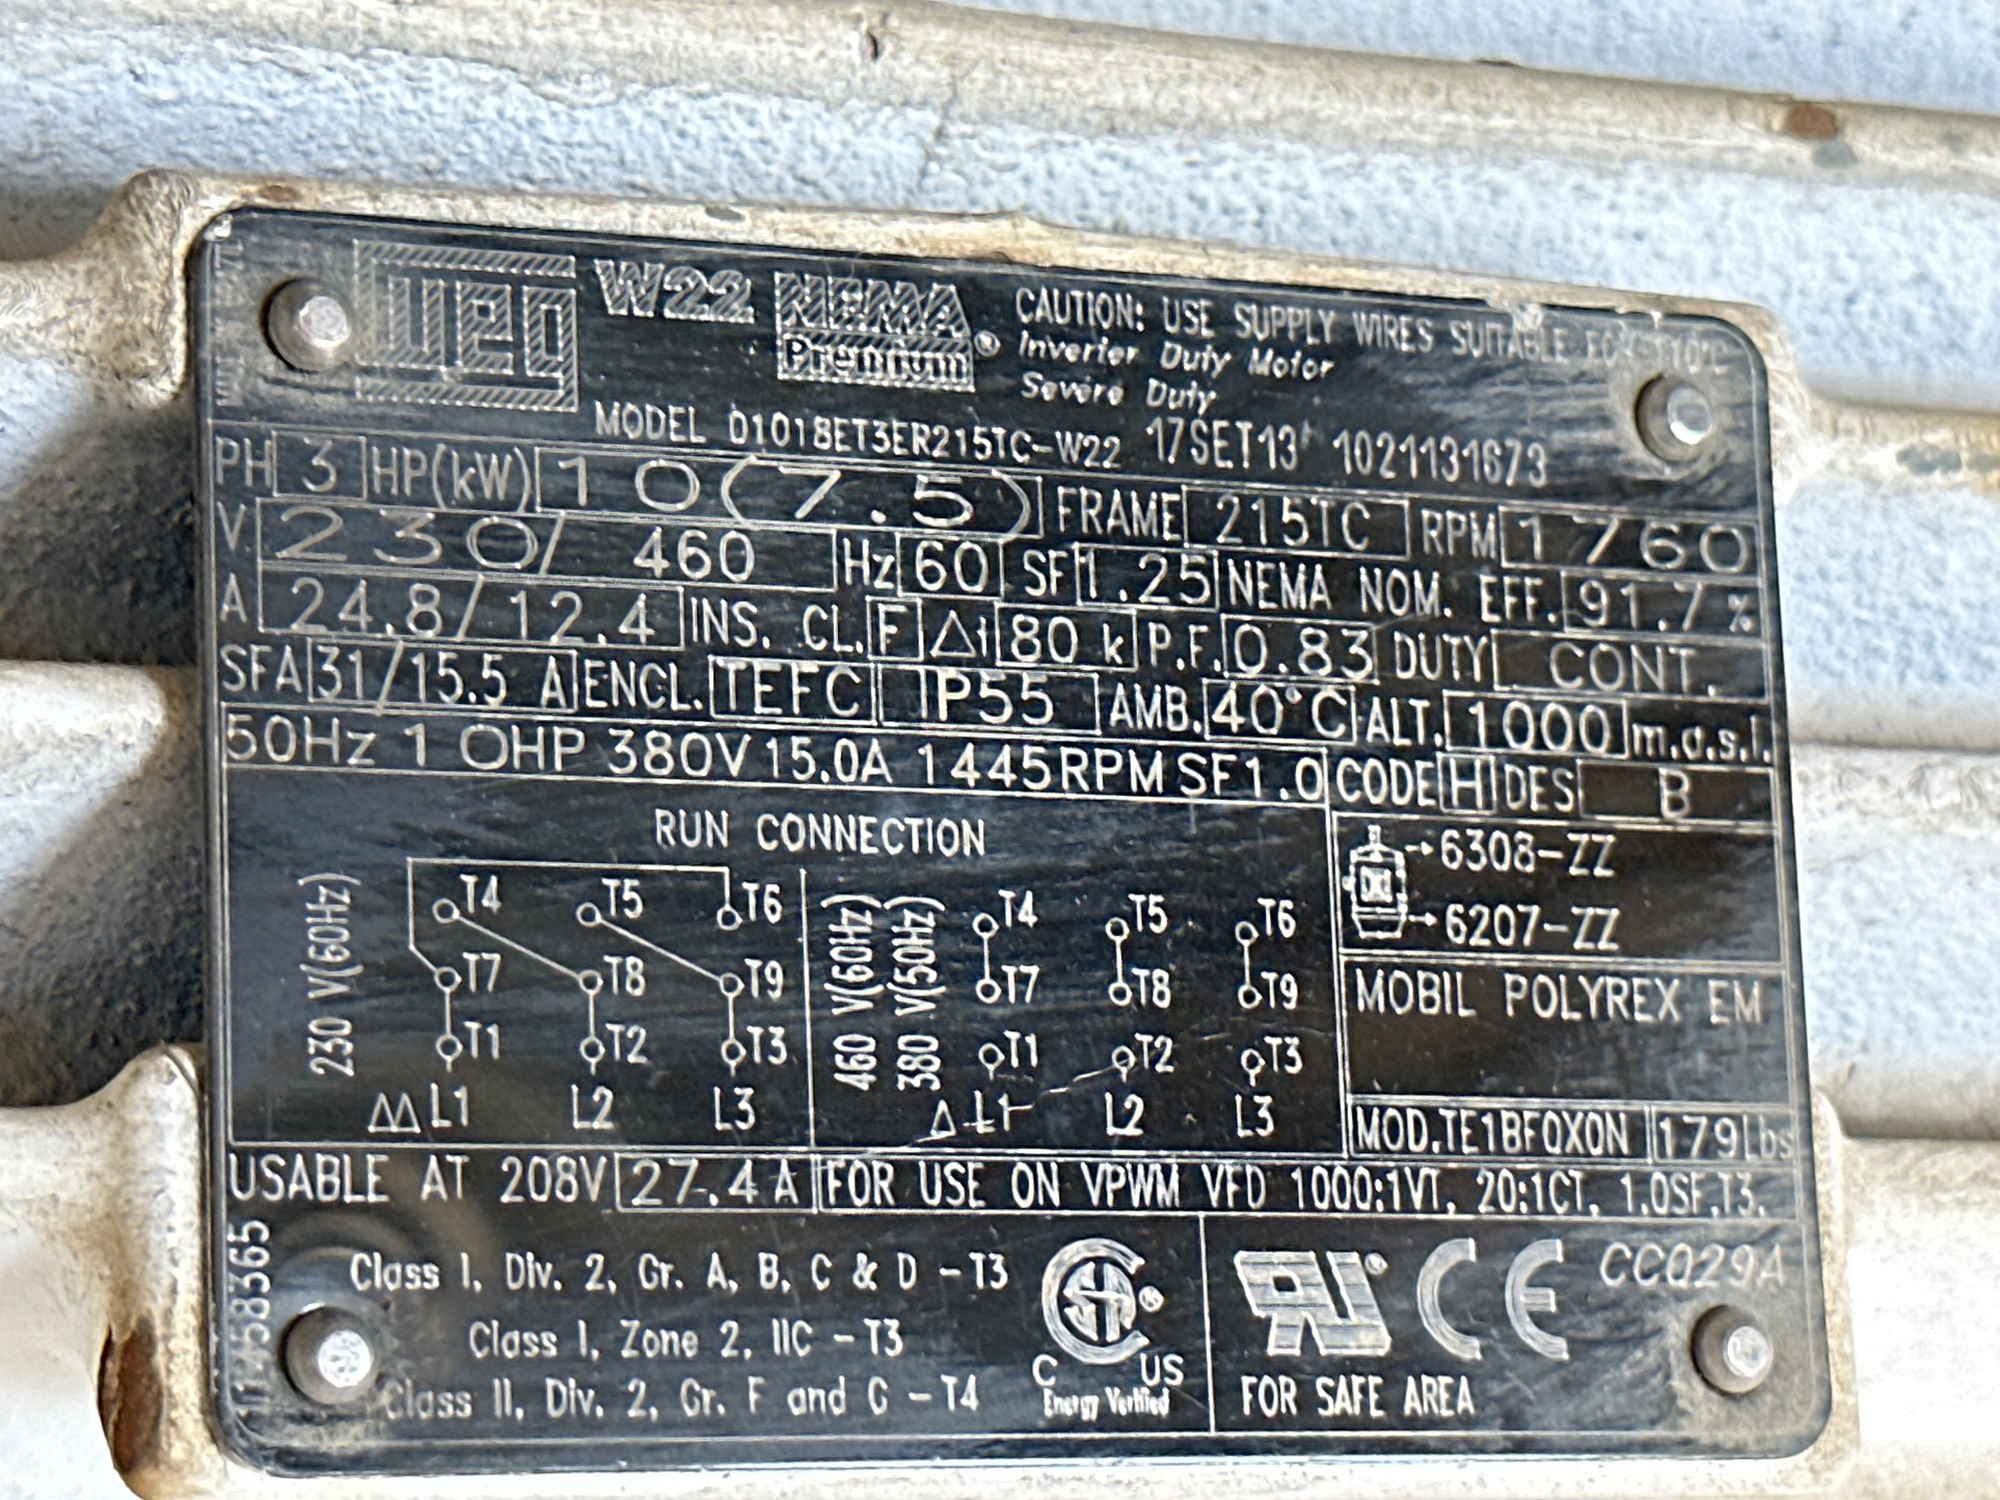 weg W22 NEMA Premium® CAUTION: USE SUPPLY WIRES SUITABLE FOR 110°C
Inverter Duty Motor
Severe Duty
MODEL 01018ET3ER215TC-W22 17SET13 1021131673
PH 3 HP(kW) 10(7.5) FRAME 215TC RPM 1760
V 230/460 Hz 60 SF 1.25 NEMA NOM. EFF. 91.7%
A 24.8/12.4 INS. CL. F Δt 80 k P.F. 0.83 DUTY CONT.
SFA 31/15.5 A ENCL. TEFC IP55 AMB. 40°C ALT. 1000 m.a.s.l.
50Hz 10HP 380V 15.0A 1445RPM SF1.0 CODE H DES B
RUN CONNECTION
230 V(60Hz)
T4 T5 T6
T7 T8 T9
T1 T2 T3
ΔΔ L1 L2 L3
460 V(60Hz)
380 V(50Hz)
T4 T5 T6
T7 T8 T9
T1 T2 T3
Δ L1 L2 L3
6308-ZZ
6207-ZZ
MOBIL POLYREX EM
MOD.TE1BF0X0N 179Lbs
USABLE AT 208V 27.4 A FOR USE ON VPWM VFD 1000:1VT, 20:1CT, 1.0SF,T3.
Class I, Div. 2, Gr. A, B, C & D - T3
Class I, Zone 2, IIC - T3
Class II, Div. 2, Gr. F and G - T4
C SA® US
Energy Verified
RU® CE CC029A
FOR SAFE AREA